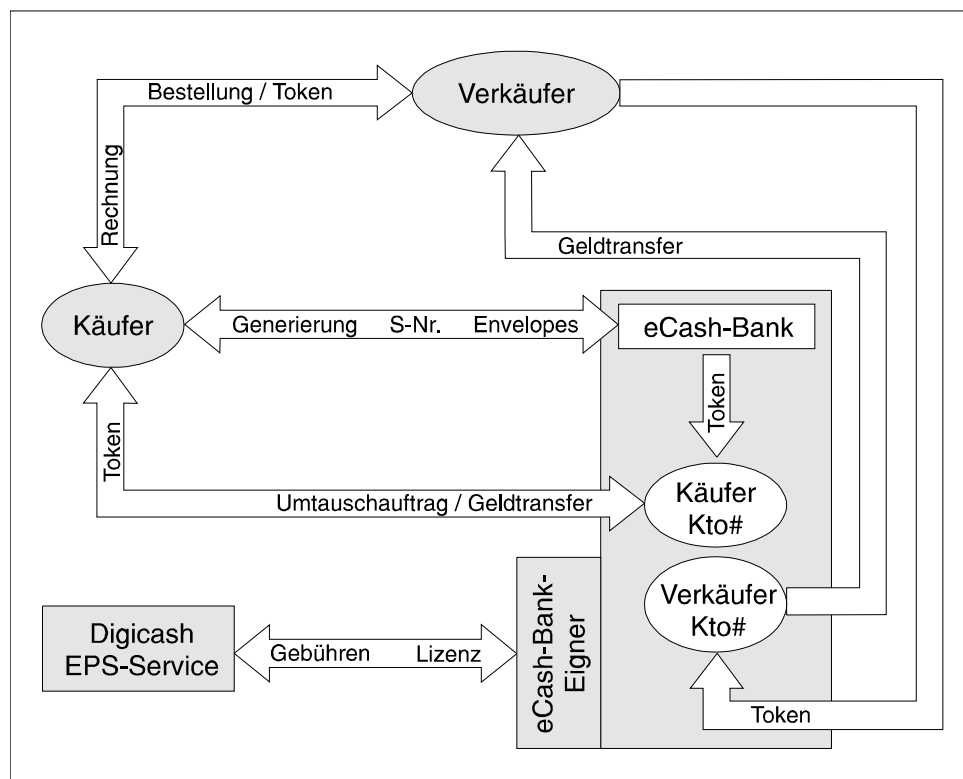 Bestellung / Token
Verkäufer
Rechnung
Geldtransfer
Käufer
Generierung S-Nr. Envelopes
eCash-Bank
Token
Token
Umtauschauftrag / Geldtransfer
Käufer
Kto#
Verkäufer
Kto#
Digicash
EPS-Service
Gebühren Lizenz
eCash-Bank-
Eigner
Token